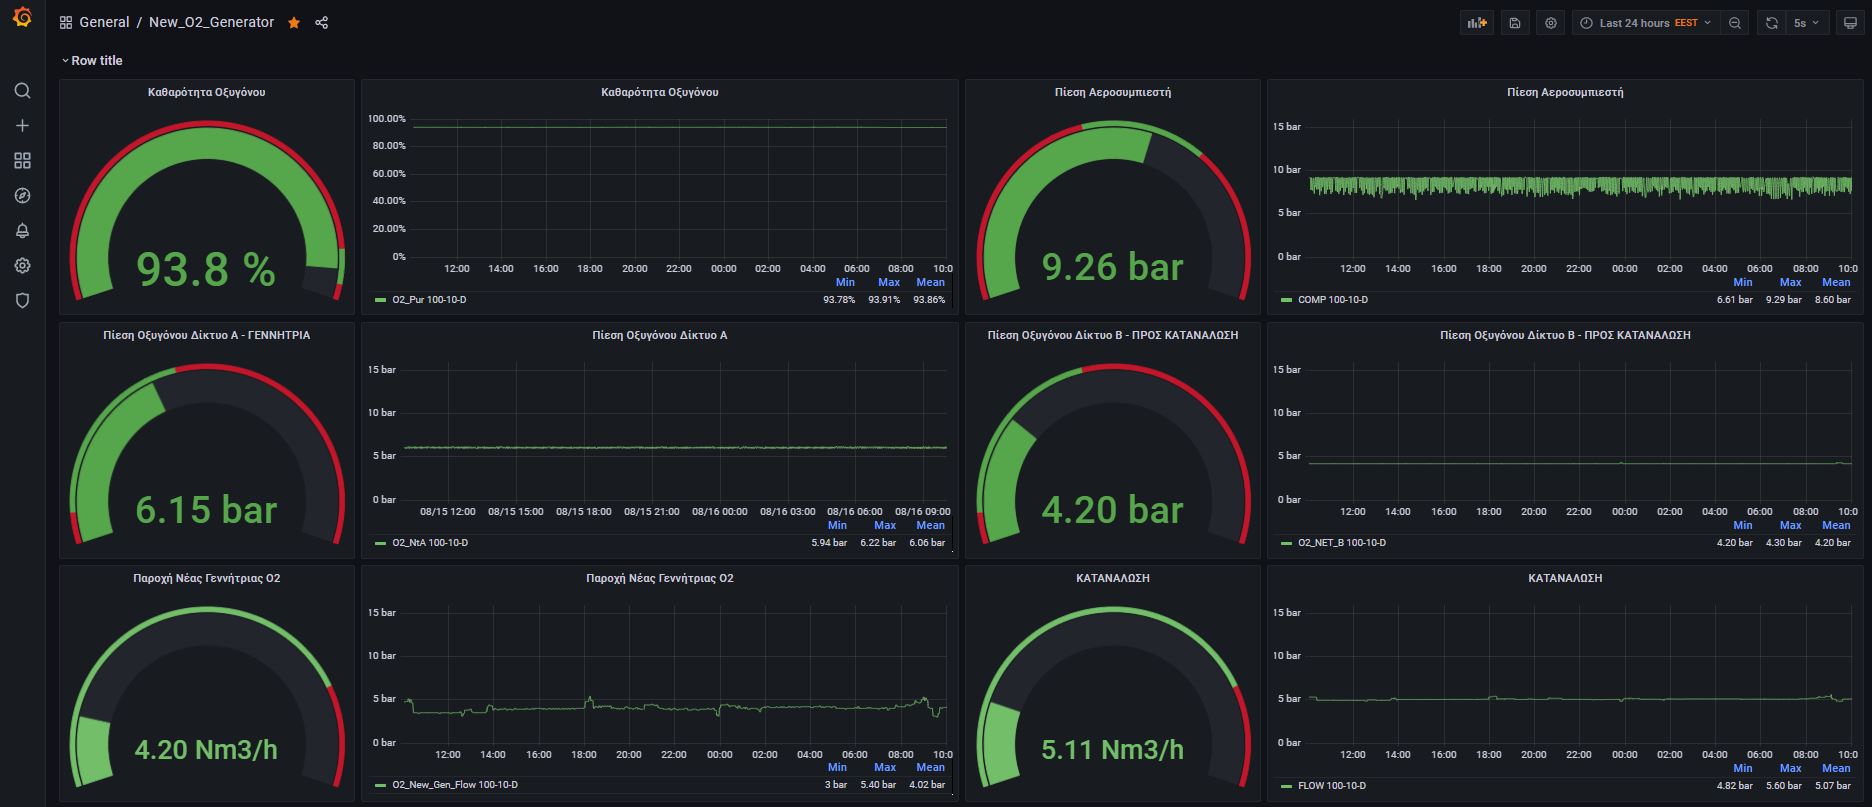 General / New_O2_Generator
Last 24 hours EEST
5s
Row title
Καθαρότητα Οξυγόνου
93.8 %
Καθαρότητα Οξυγόνου
100.00%
80.00%
60.00%
40.00%
20.00%
0%
12:00 14:00 16:00 18:00 20:00 22:00 00:00 02:00 04:00 06:00 08:00 10:0
Min Max Mean
O2_Pur 100-10-D 93.78% 93.91% 93.86%
Πίεση Αεροσυμπιεστή
9.26 bar
Πίεση Αεροσυμπιεστή
15 bar
10 bar
5 bar
0 bar
12:00 14:00 16:00 18:00 20:00 22:00 00:00 02:00 04:00 06:00 08:00 10:0
Min Max Mean
COMP 100-10-D 6.61 bar 9.29 bar 8.60 bar
Πίεση Οξυγόνου Δίκτυο Α - ΓΕΝΝΗΤΡΙΑ
6.15 bar
Πίεση Οξυγόνου Δίκτυο Α
15 bar
10 bar
5 bar
0 bar
08/15 12:00 08/15 15:00 08/15 18:00 08/15 21:00 08/16 00:00 08/16 03:00 08/16 06:00 08/16 09:00
Min Max Mean
O2_NtA 100-10-D 5.94 bar 6.22 bar 6.06 bar
Πίεση Οξυγόνου Δίκτυο Β - ΠΡΟΣ ΚΑΤΑΝΑΛΩΣΗ
4.20 bar
Πίεση Οξυγόνου Δίκτυο Β - ΠΡΟΣ ΚΑΤΑΝΑΛΩΣΗ
15 bar
10 bar
5 bar
0 bar
12:00 14:00 16:00 18:00 20:00 22:00 00:00 02:00 04:00 06:00 08:00 10:0
Min Max Mean
O2_NET_B 100-10-D 4.20 bar 4.30 bar 4.20 bar
Παροχή Νέας Γεννήτριας Ο2
4.20 Nm3/h
Παροχή Νέας Γεννήτριας Ο2
15 bar
10 bar
5 bar
0 bar
12:00 14:00 16:00 18:00 20:00 22:00 00:00 02:00 04:00 06:00 08:00 10:0
Min Max Mean
O2_New_Gen_Flow 100-10-D 3 bar 5.40 bar 4.02 bar
ΚΑΤΑΝΑΛΩΣΗ
5.11 Nm3/h
ΚΑΤΑΝΑΛΩΣΗ
15 bar
10 bar
5 bar
0 bar
12:00 14:00 16:00 18:00 20:00 22:00 00:00 02:00 04:00 06:00 08:00 10:0
Min Max Mean
FLOW 100-10-D 4.82 bar 5.60 bar 5.07 bar